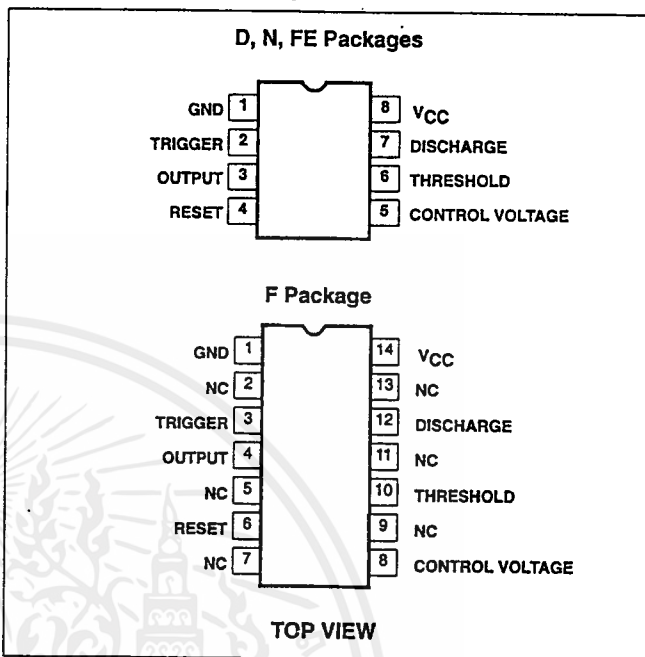 D, N, FE Packages
GND 1
8 VCC
TRIGGER 2
7 DISCHARGE
OUTPUT 3
6 THRESHOLD
RESET 4
5 CONTROL VOLTAGE
F Package
GND 1
14 VCC
NC 2
13 NC
TRIGGER 3
12 DISCHARGE
OUTPUT 4
11 NC
NC 5
10 THRESHOLD
RESET 6
9 NC
NC 7
8 CONTROL VOLTAGE
TOP VIEW